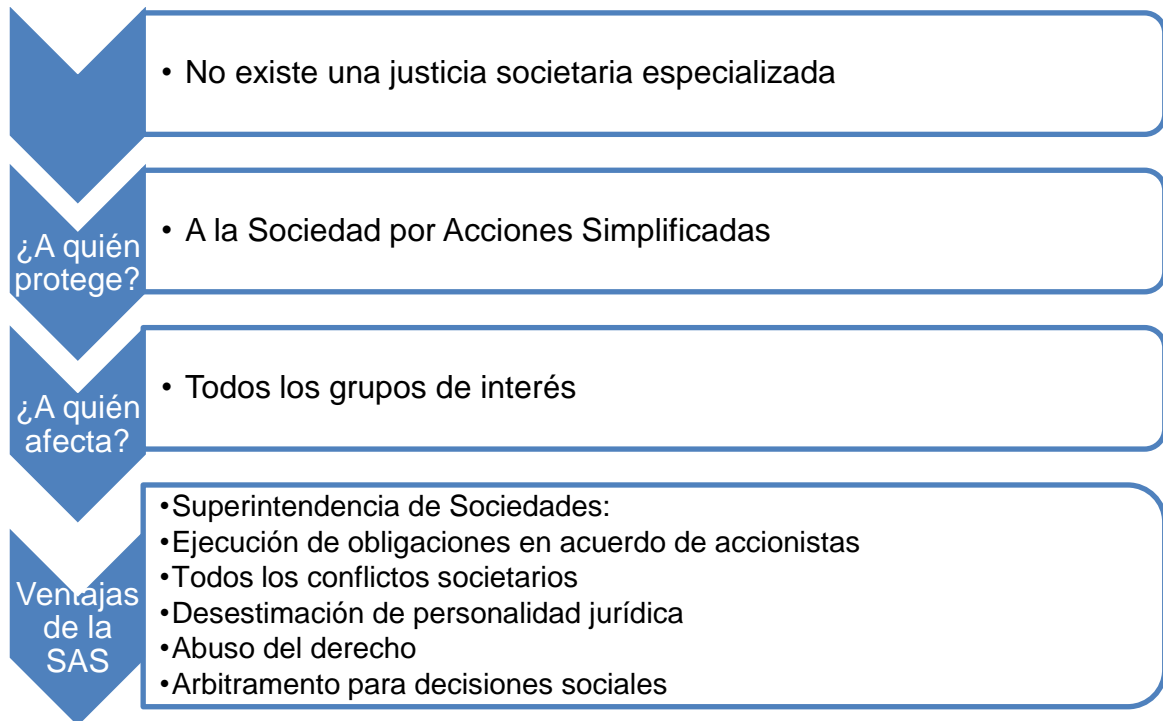 • No existe una justicia societaria especializada
¿A quién
protege?
• A la Sociedad por Acciones Simplificadas
¿A quién
afecta?
• Todos los grupos de interés
Ventajas
de la
SAS
•Superintendencia de Sociedades:
•Ejecución de obligaciones en acuerdo de accionistas
•Todos los conflictos societarios
•Desestimación de personalidad jurídica
•Abuso del derecho
•Arbitramento para decisiones sociales